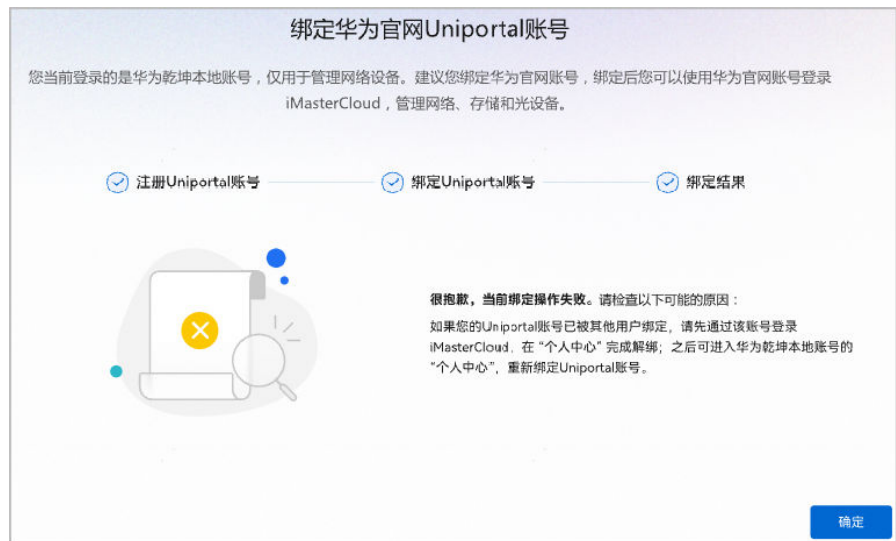 绑定华为官网Uniportal账号
您当前登录的是华为乾坤本地账号，仅用于管理网络设备。建议您绑定华为官网账号，绑定后您可以使用华为官网账号登录
iMasterCloud，管理网络、存储和光设备。
注册Uniportal账号
绑定Uniportal账号
绑定结果
很抱歉，当前绑定操作失败。请检查以下可能的原因：
如果您的Uniportal账号已被其他用户绑定，请先通过该账号登录
iMasterCloud，在“个人中心”完成解绑；之后可进入华为乾坤本地账号的
“个人中心”，重新绑定Uniportal账号。
确定